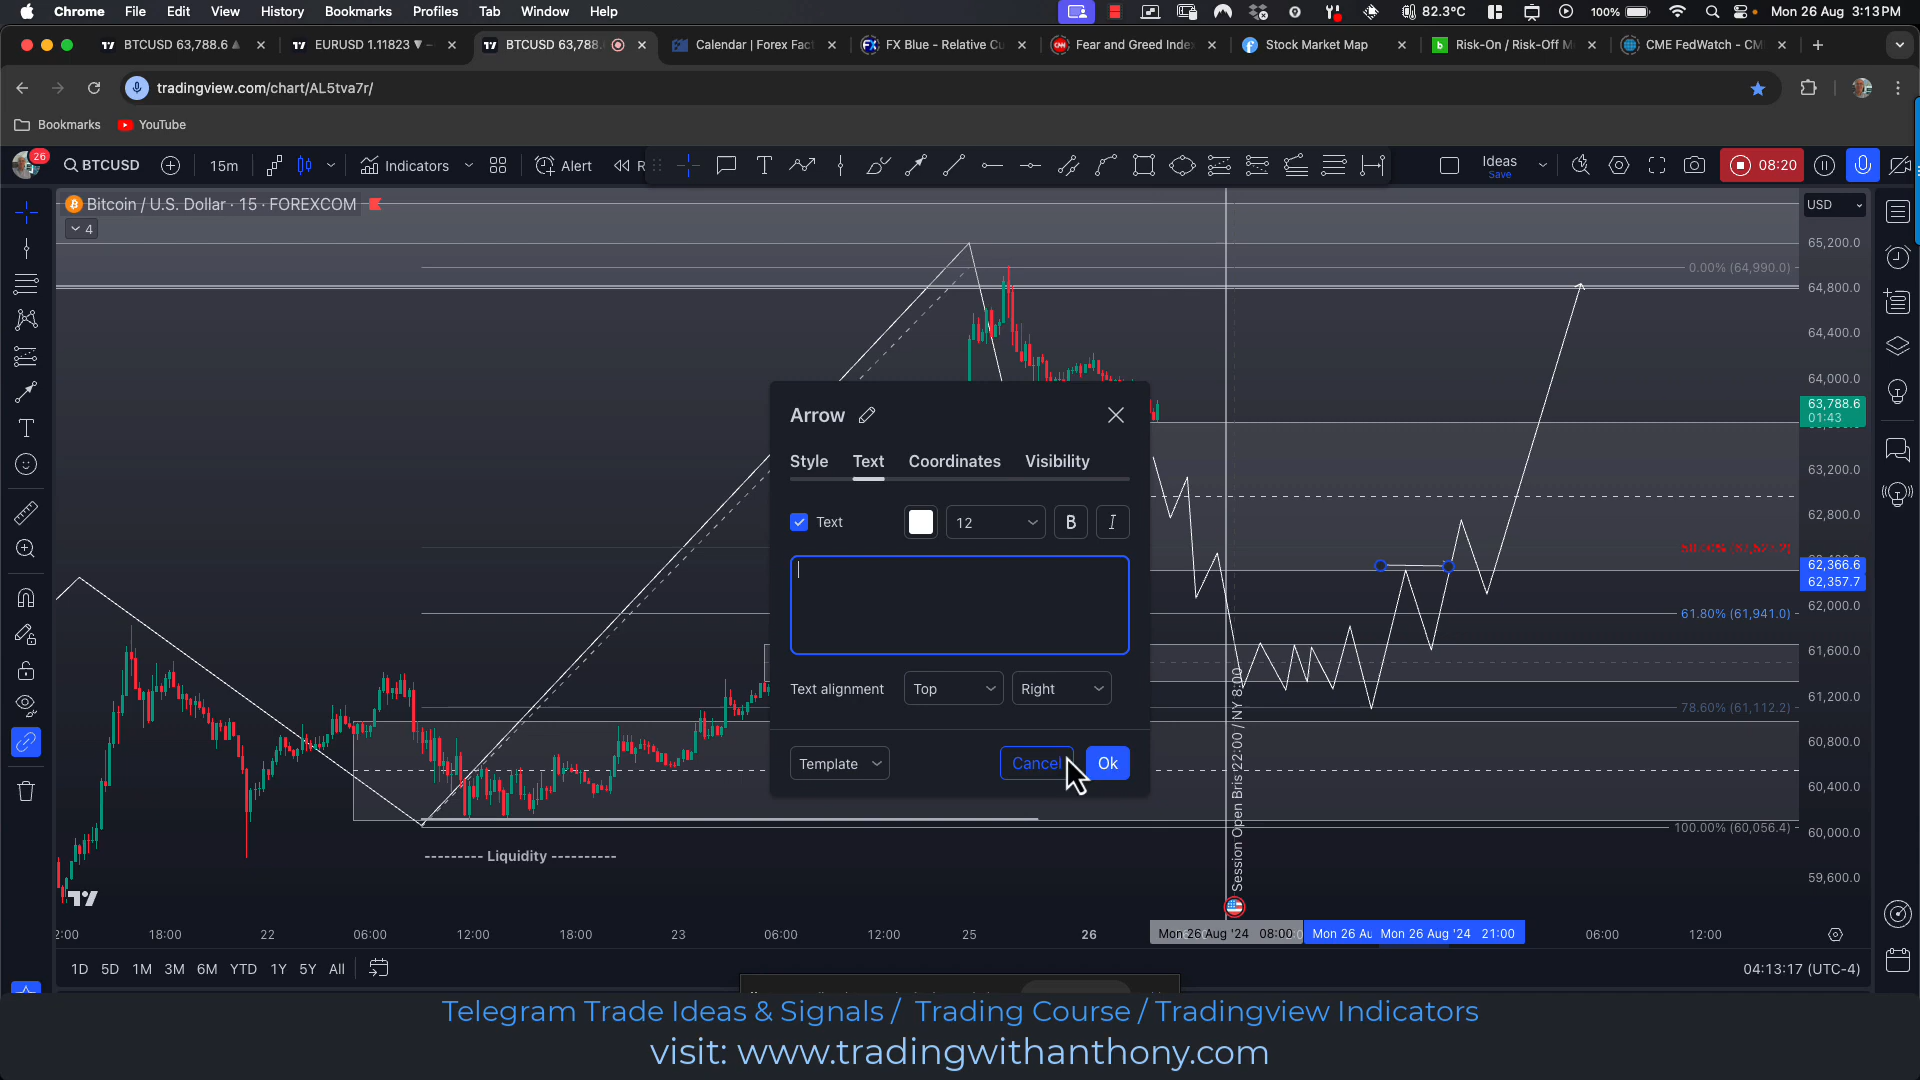 Chrome File Edit View History Bookmarks Profiles Tab Window Help 82.3°C 100% Mon 26 Aug 3:13 PM
BTCUSD 63,788.6 EURUSD 1.11823 BTCUSD 63,788. Calendar | Forex Fact FX Blue - Relative Cu Fear and Greed Index Stock Market Map Risk-On / Risk-Off M CME FedWatch - CM
tradingview.com/chart/AL5tva7r/
Bookmarks YouTube
26 BTCUSD 15m Indicators Alert R Ideas Save 08:20
Bitcoin / U.S. Dollar · 15 · FOREXCOM USD
4
65,200.0
0.00% (64,990.0)
64,800.0
64,400.0
64,000.0
63,788.6
01:43
63,200.0
62,800.0
62,366.6
62,357.7
62,000.0
61.80% (61,941.0)
61,600.0
61,200.0
78.60% (61,112.2)
60,800.0
60,400.0
100.00% (60,056.4)
60,000.0
59,600.0
Arrow
Style Text Coordinates Visibility
Text 12 B I
Text alignment Top Right
Template Cancel Ok
Session Open Bris 22:00 / NY 8:00
--------- Liquidity ----------
2:00 18:00 22 06:00 12:00 18:00 23 06:00 12:00 25 26 Mon 26 Aug '24 08:00 Mon 26 Au Mon 26 Aug '24 21:00 06:00 12:00
1D 5D 1M 3M 6M YTD 1Y 5Y All 04:13:17 (UTC-4)
Telegram Trade Ideas & Signals / Trading Course / Tradingview Indicators
visit: www.tradingwithanthony.com